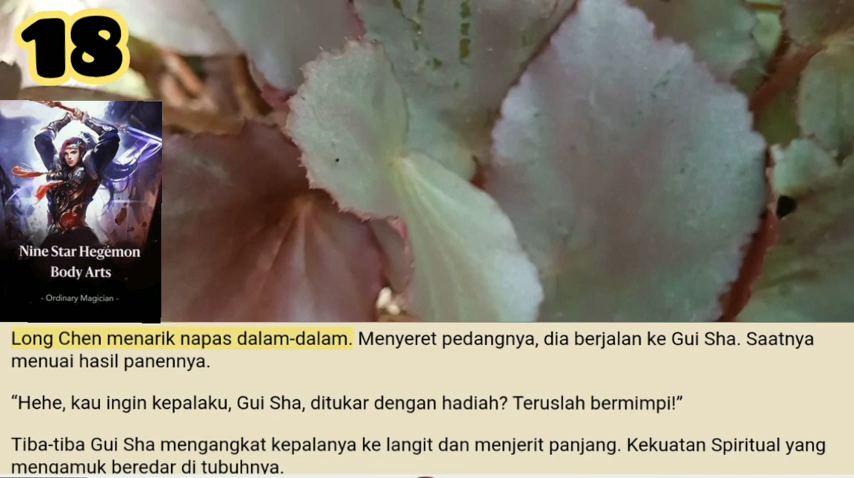 18
Nine Star Hegemon
Body Arts
- Ordinary Magician -
Long Chen menarik napas dalam-dalam. Menyeret pedangnya, dia berjalan ke Gui Sha. Saatnya
menuai hasil panennya.
“Hehe, kau ingin kepalaku, Gui Sha, ditukar dengan hadiah? Teruslah bermimpi!”
Tiba-tiba Gui Sha mengangkat kepalanya ke langit dan menjerit panjang. Kekuatan Spiritual yang
mengamuk beredar di tubuhnya.